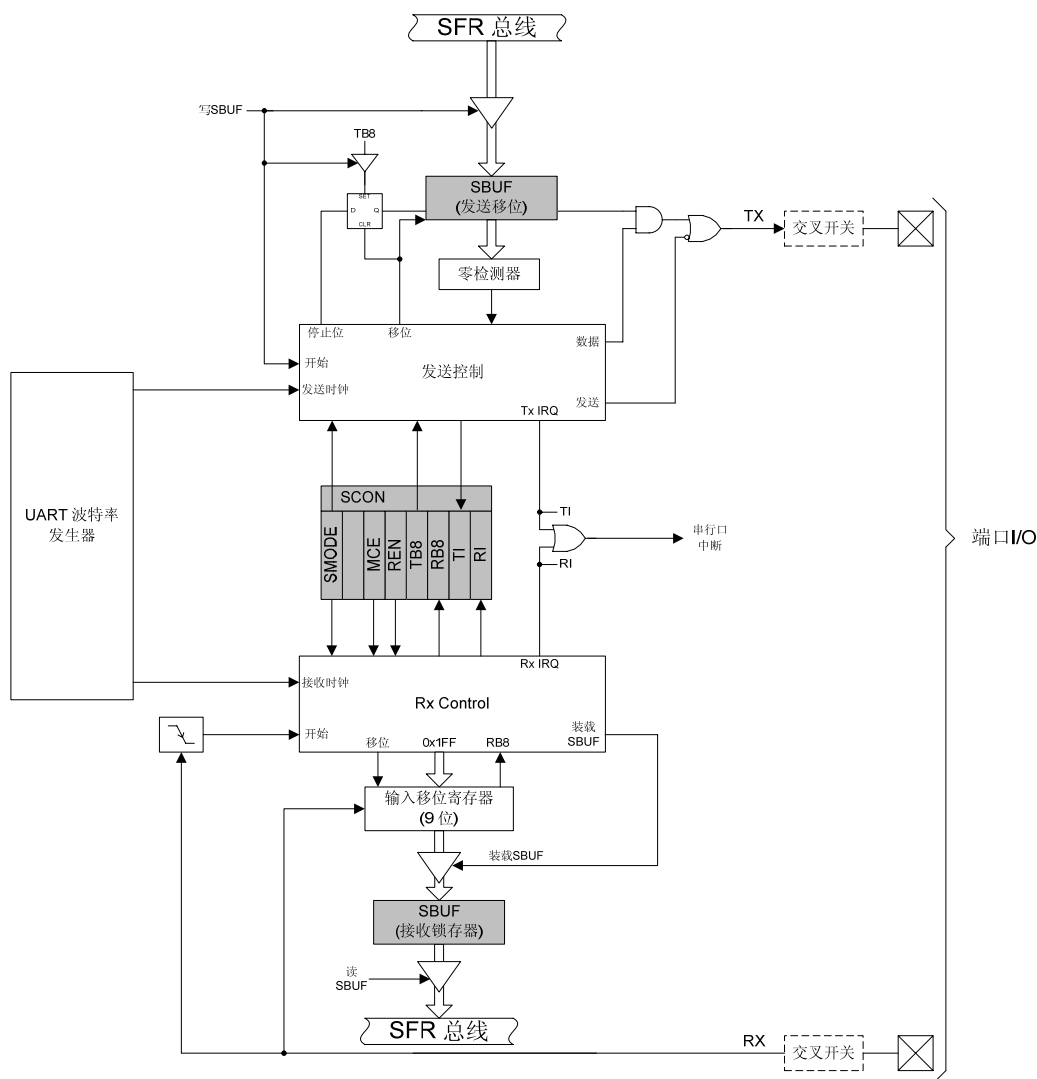 SFR 总线
写SBUF
TB8
SET
D Q
CLR
SBUF
(发送移位)
TX
交叉开关
零检测器
停止位
移位
数据
开始
发送控制
发送时钟
发送
Tx IRQ
UART 波特率
发生器
SCON
SMODE
MCE
REN
TB8
RB8
TI
RI
TI
串行口
中断
RI
端口I/O
Rx IRQ
接收时钟
Rx Control
开始
装载
SBUF
移位
0x1FF
RB8
输入移位寄存器
(9 位)
装载SBUF
SBUF
(接收锁存器)
读
SBUF
SFR 总线
RX
交叉开关